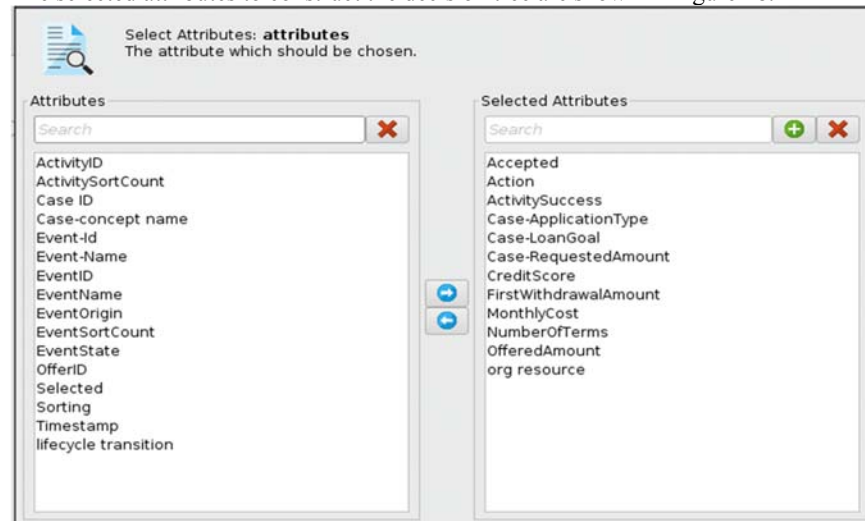 Select Attributes: attributes
The attribute which should be chosen.
Attributes
Search
ActivityID
ActivitySortCount
Case ID
Case-concept name
Event-Id
Event-Name
EventID
EventName
EventOrigin
EventSortCount
EventState
OfferID
Selected
Sorting
Timestamp
lifecycle transition
Selected Attributes
Search
Accepted
Action
ActivitySuccess
Case-ApplicationType
Case-LoanGoal
Case-RequestedAmount
CreditScore
FirstWithdrawalAmount
MonthlyCost
NumberOfTerms
OfferedAmount
org resource